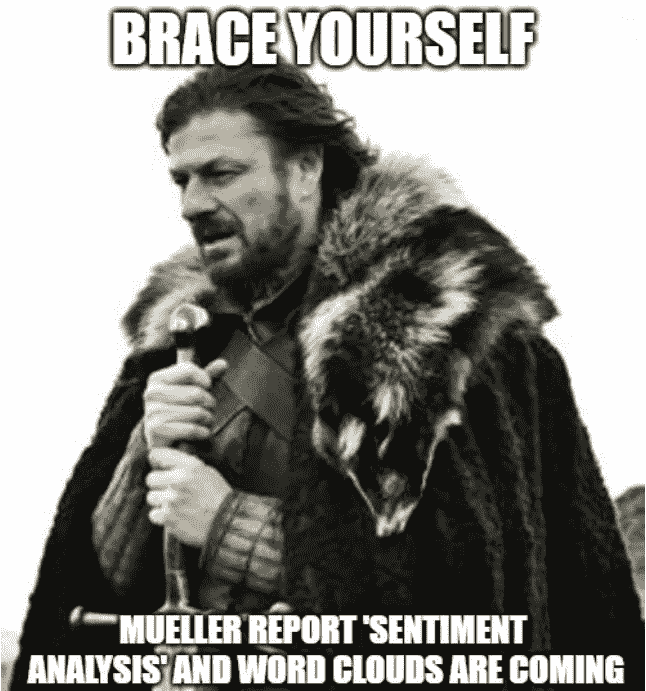 BRACE YOURSELF
MUELLER REPORT 'SENTIMENT
ANALYSIS' AND WORD CLOUDS ARE COMING